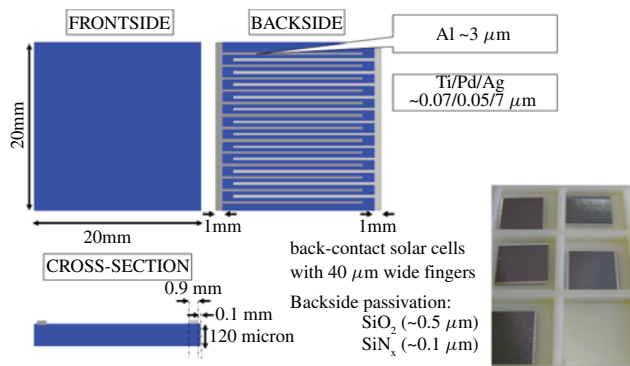 FRONTSIDE
BACKSIDE
Al ~3 μm
Ti/Pd/Ag
~0.07/0.05/7 μm
20mm
20mm
1mm
1mm
CROSS-SECTION
0.9 mm
0.1 mm
120 micron
back-contact solar cells
with 40 μm wide fingers
Backside passivation:
SiO₂ (~0.5 μm)
SiNₓ (~0.1 μm)